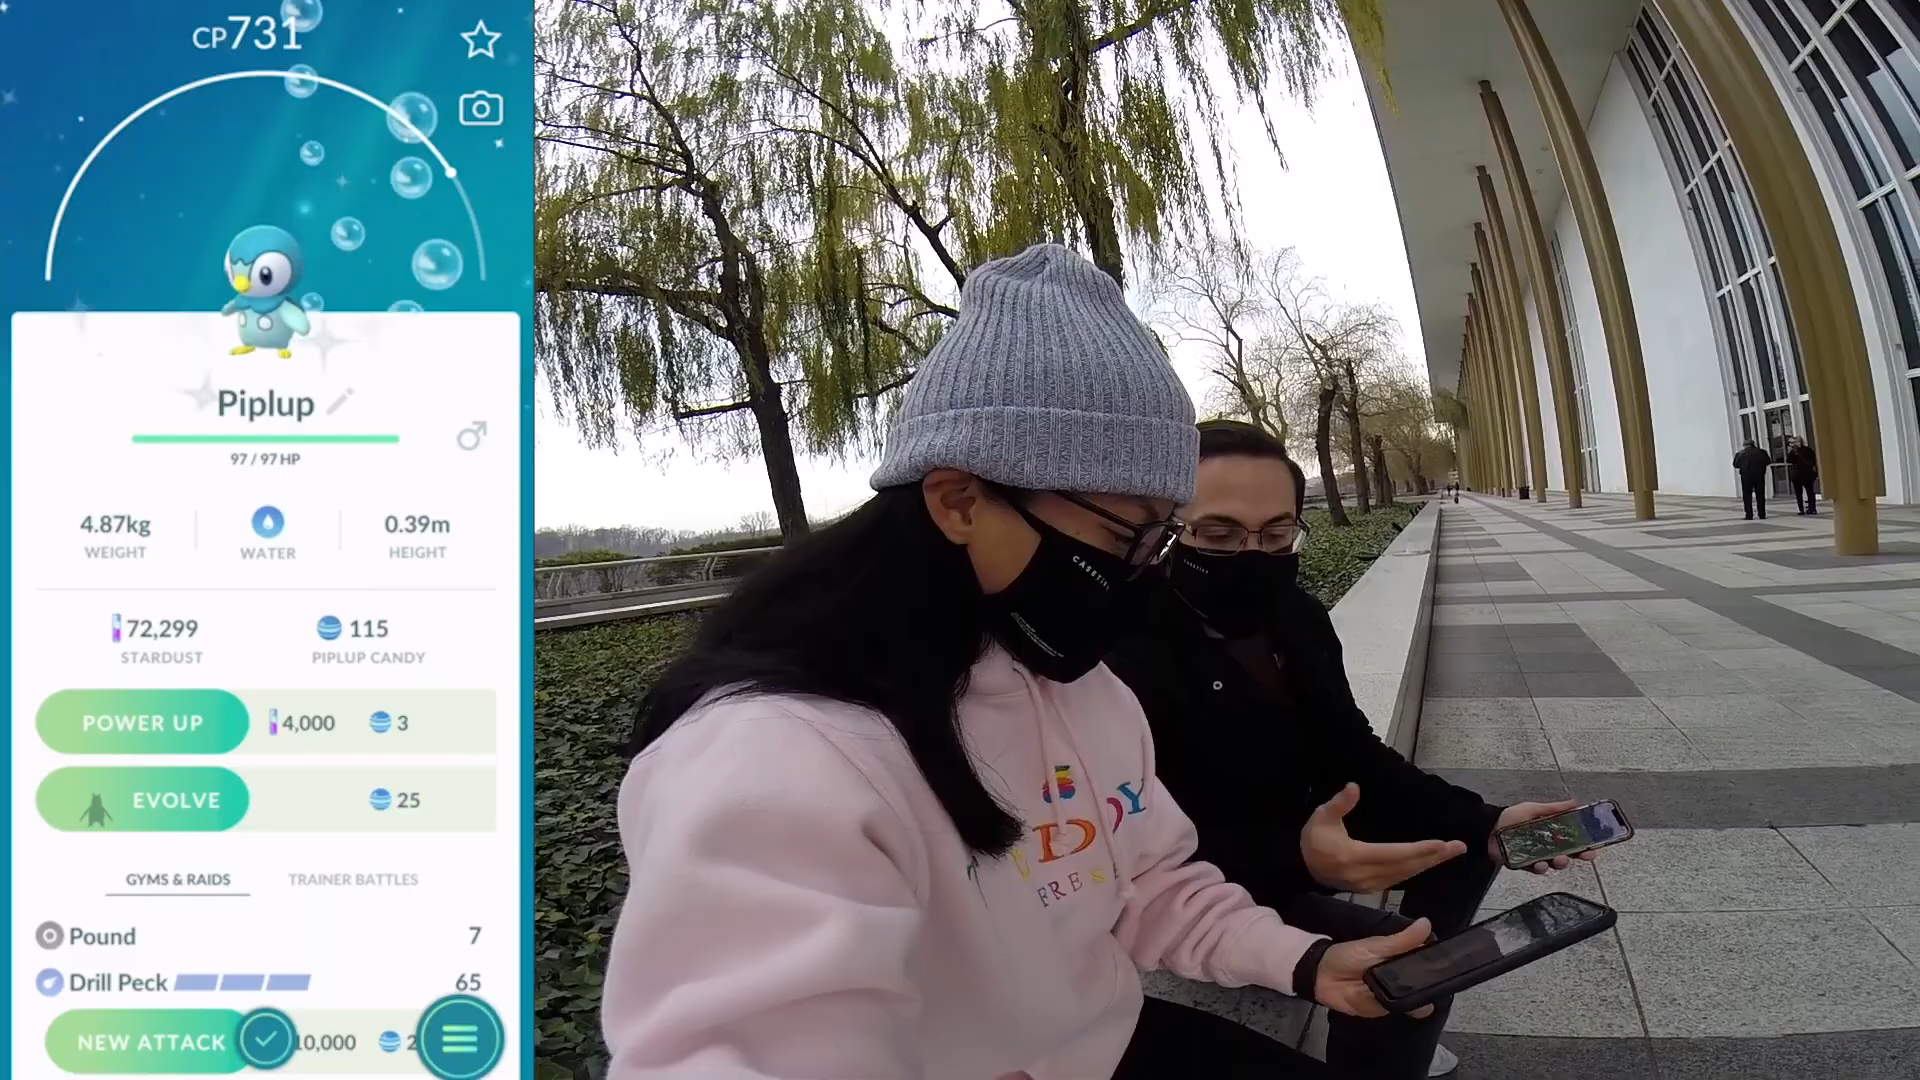 CP731
Piplup
97 / 97 HP
4.87kg
WEIGHT
WATER
0.39m
HEIGHT
72,299
STARDUST
115
PIPLUP CANDY
POWER UP
4,000
3
EVOLVE
25
GYMS & RAIDS
TRAINER BATTLES
Pound
7
Drill Peck
65
NEW ATTACK
10,000
2
FRES